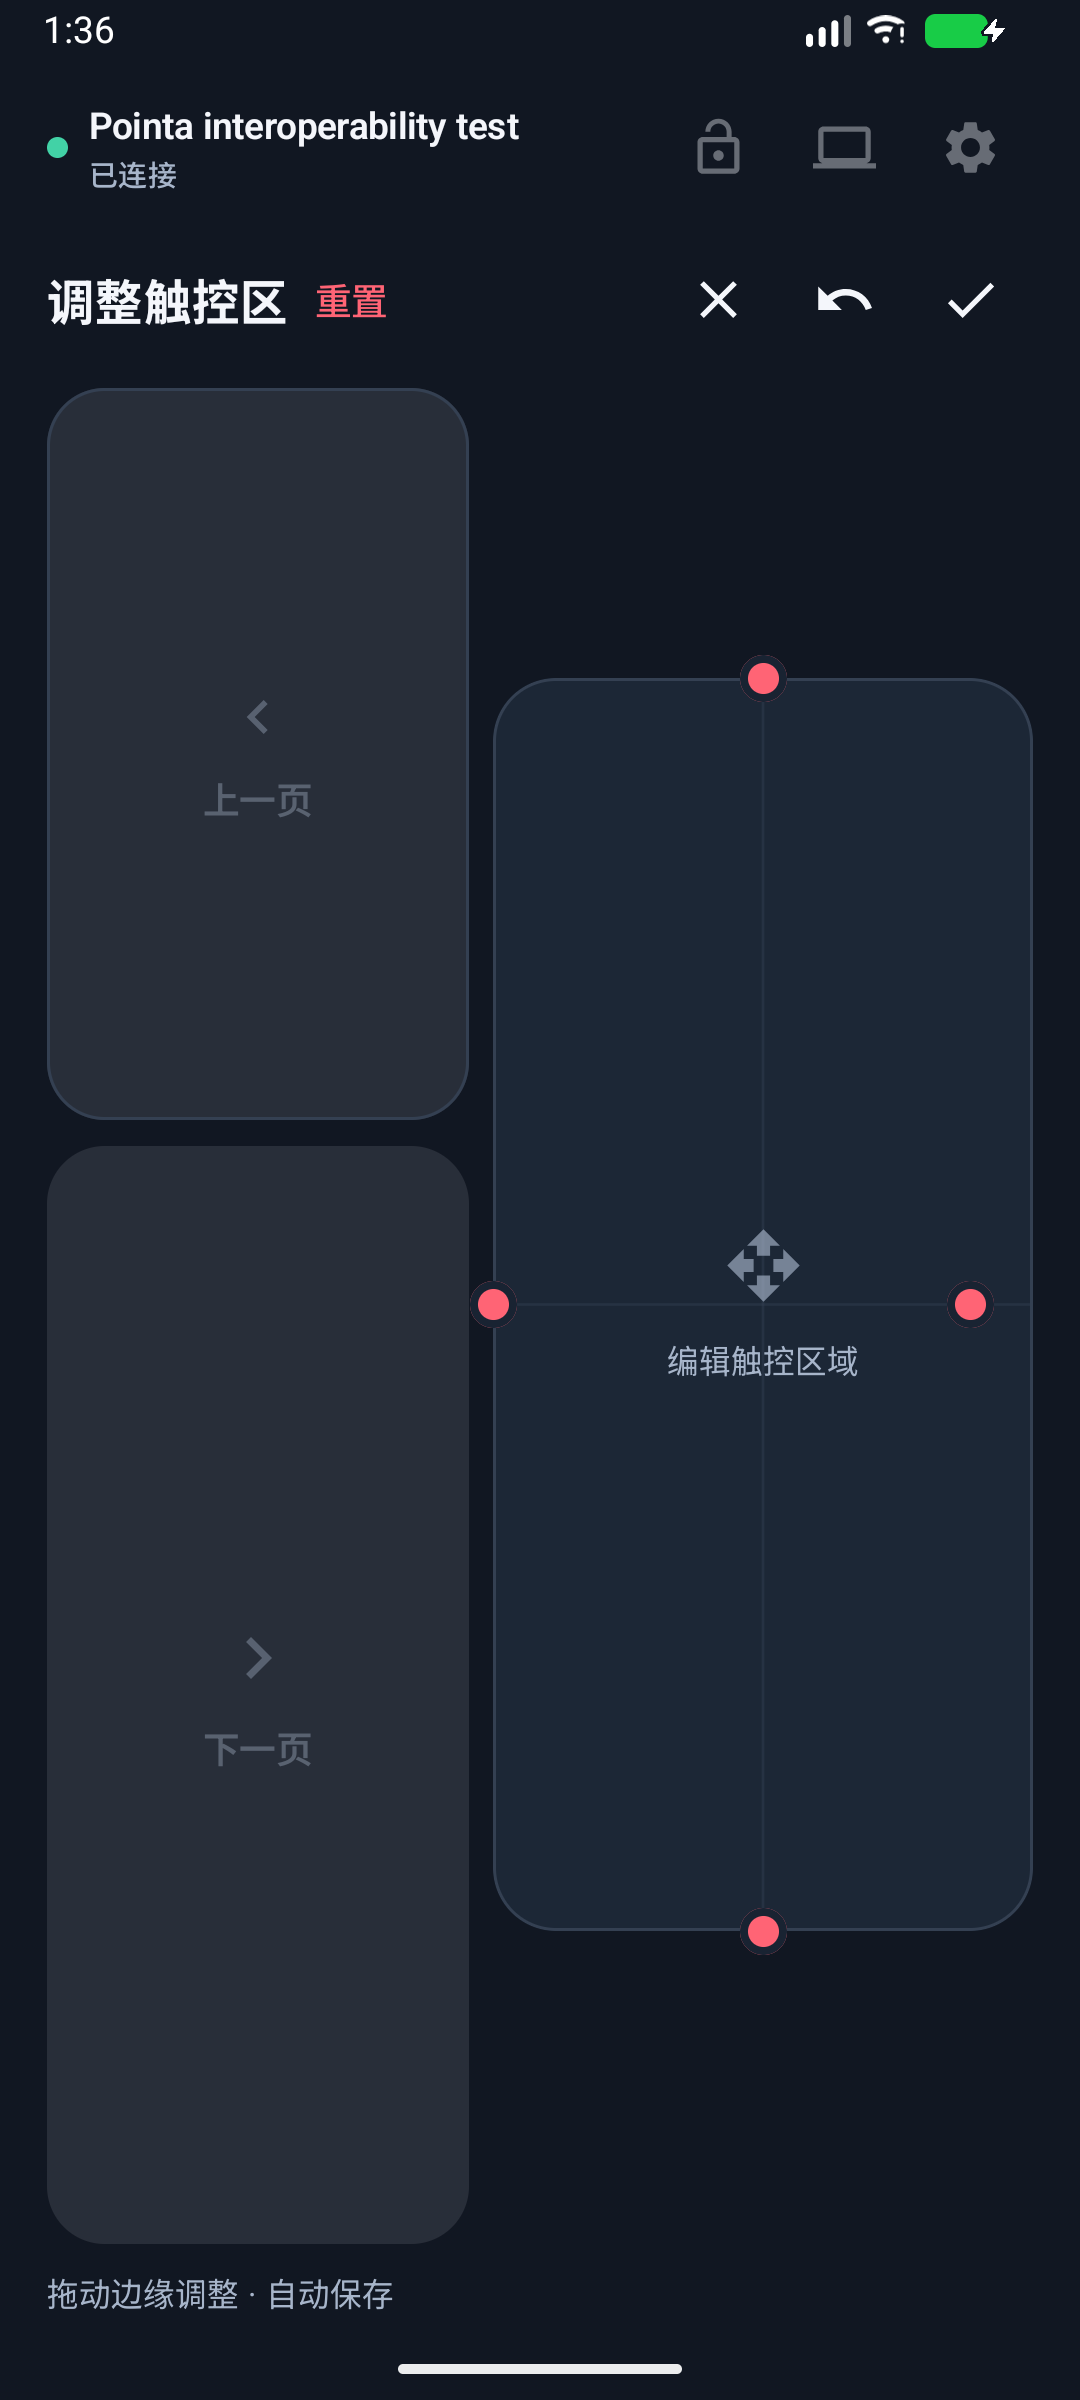 1:36
Pointa interoperability test
已连接
调整触控区 重置
上一页
编辑触控区域
下一页
拖动边缘调整 · 自动保存